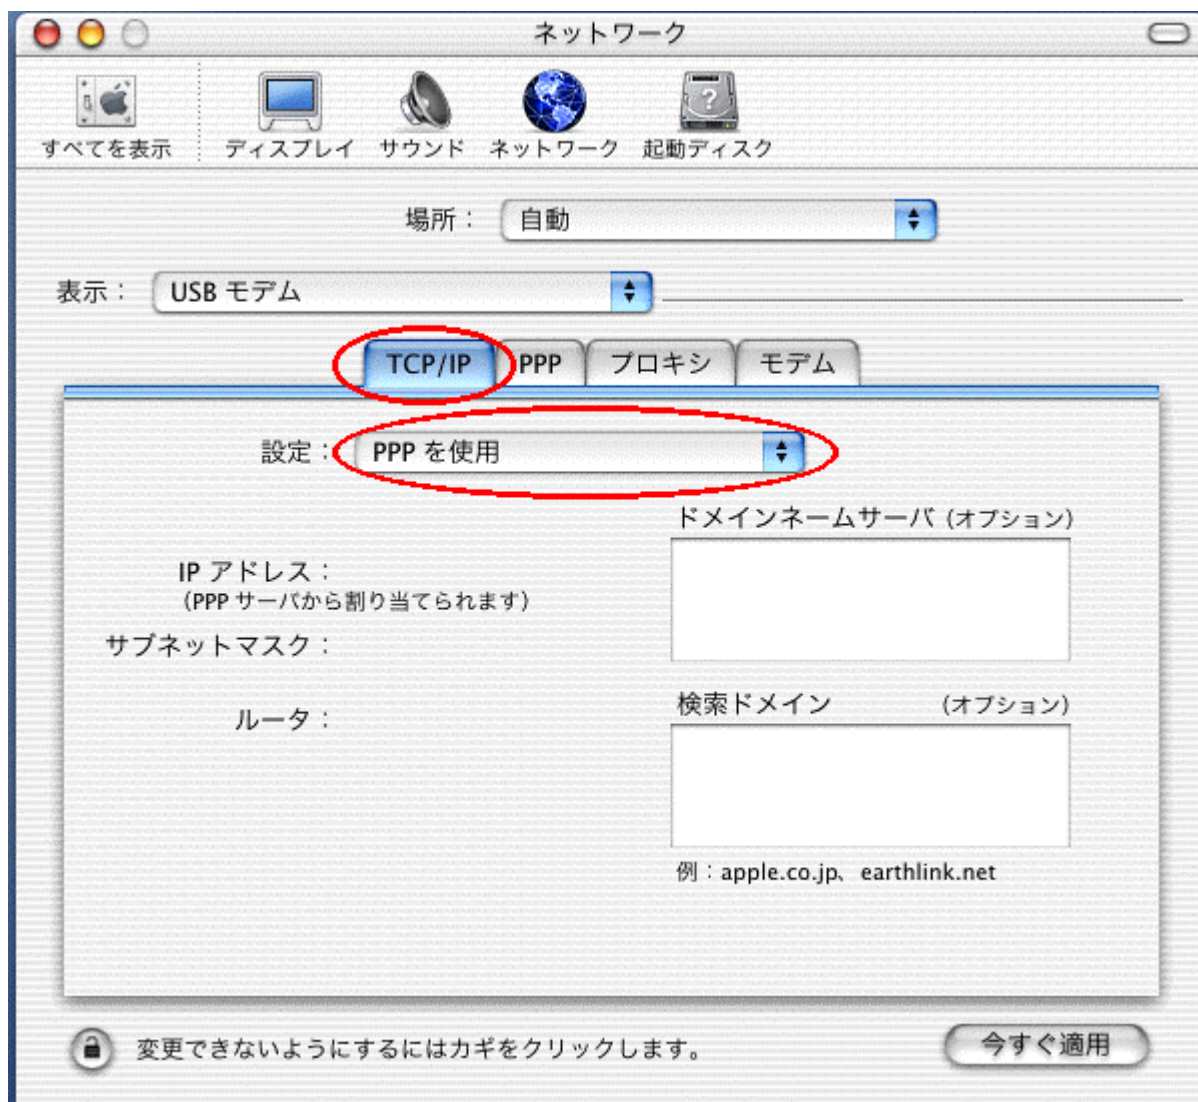 ネットワーク
すべてを表示 ディスプレイ サウンド ネットワーク 起動ディスク
場所： 自動
表示： USB モデム
TCP/IP PPP プロキシ モデム
設定： PPP を使用
ドメインネームサーバ (オプション)
IP アドレス：
（PPP サーバから割り当てられます）
サブネットマスク：
検索ドメイン (オプション)
ルータ：
例：apple.co.jp、earthlink.net
変更できないようにするにはカギをクリックします。 今すぐ適用